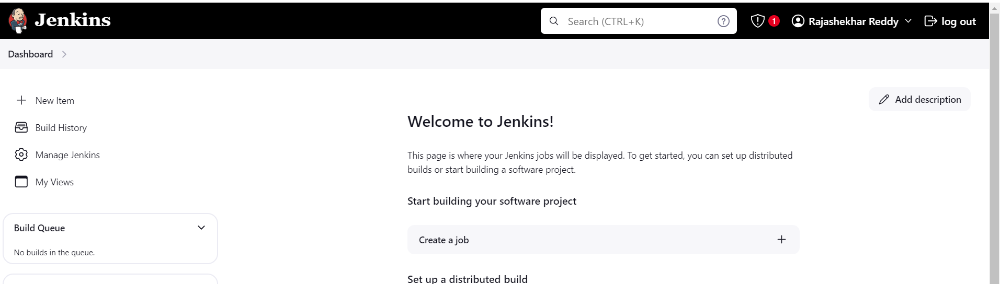 Jenkins
Search (CTRL+K)
1
Rajashekhar Reddy
log out
Dashboard
New Item
Build History
Manage Jenkins
My Views
Build Queue
No builds in the queue.
Add description
Welcome to Jenkins!
This page is where your Jenkins jobs will be displayed. To get started, you can set up distributed
builds or start building a software project.
Start building your software project
Create a job
Set up a distributed build